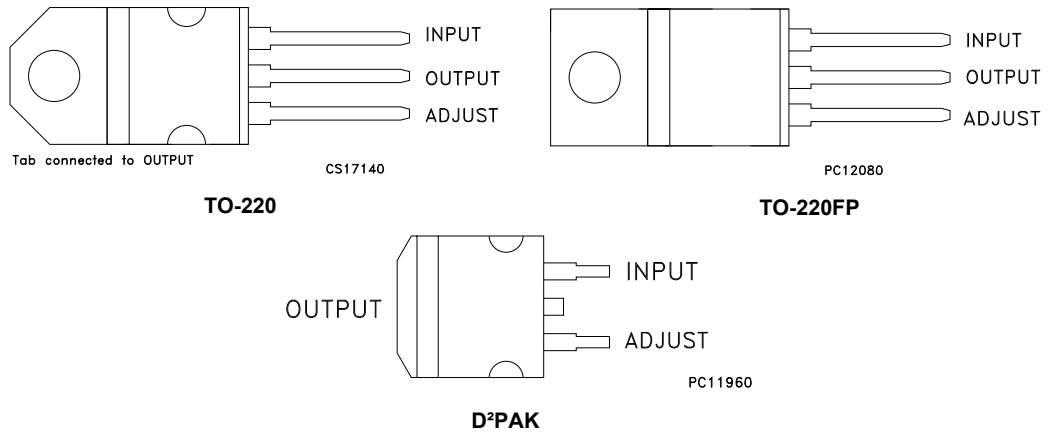 INPUT
OUTPUT
ADJUST
Tab connected to OUTPUT
CS17140
TO-220
INPUT
OUTPUT
ADJUST
PC12080
TO-220FP
OUTPUT
INPUT
ADJUST
PC11960
D²PAK